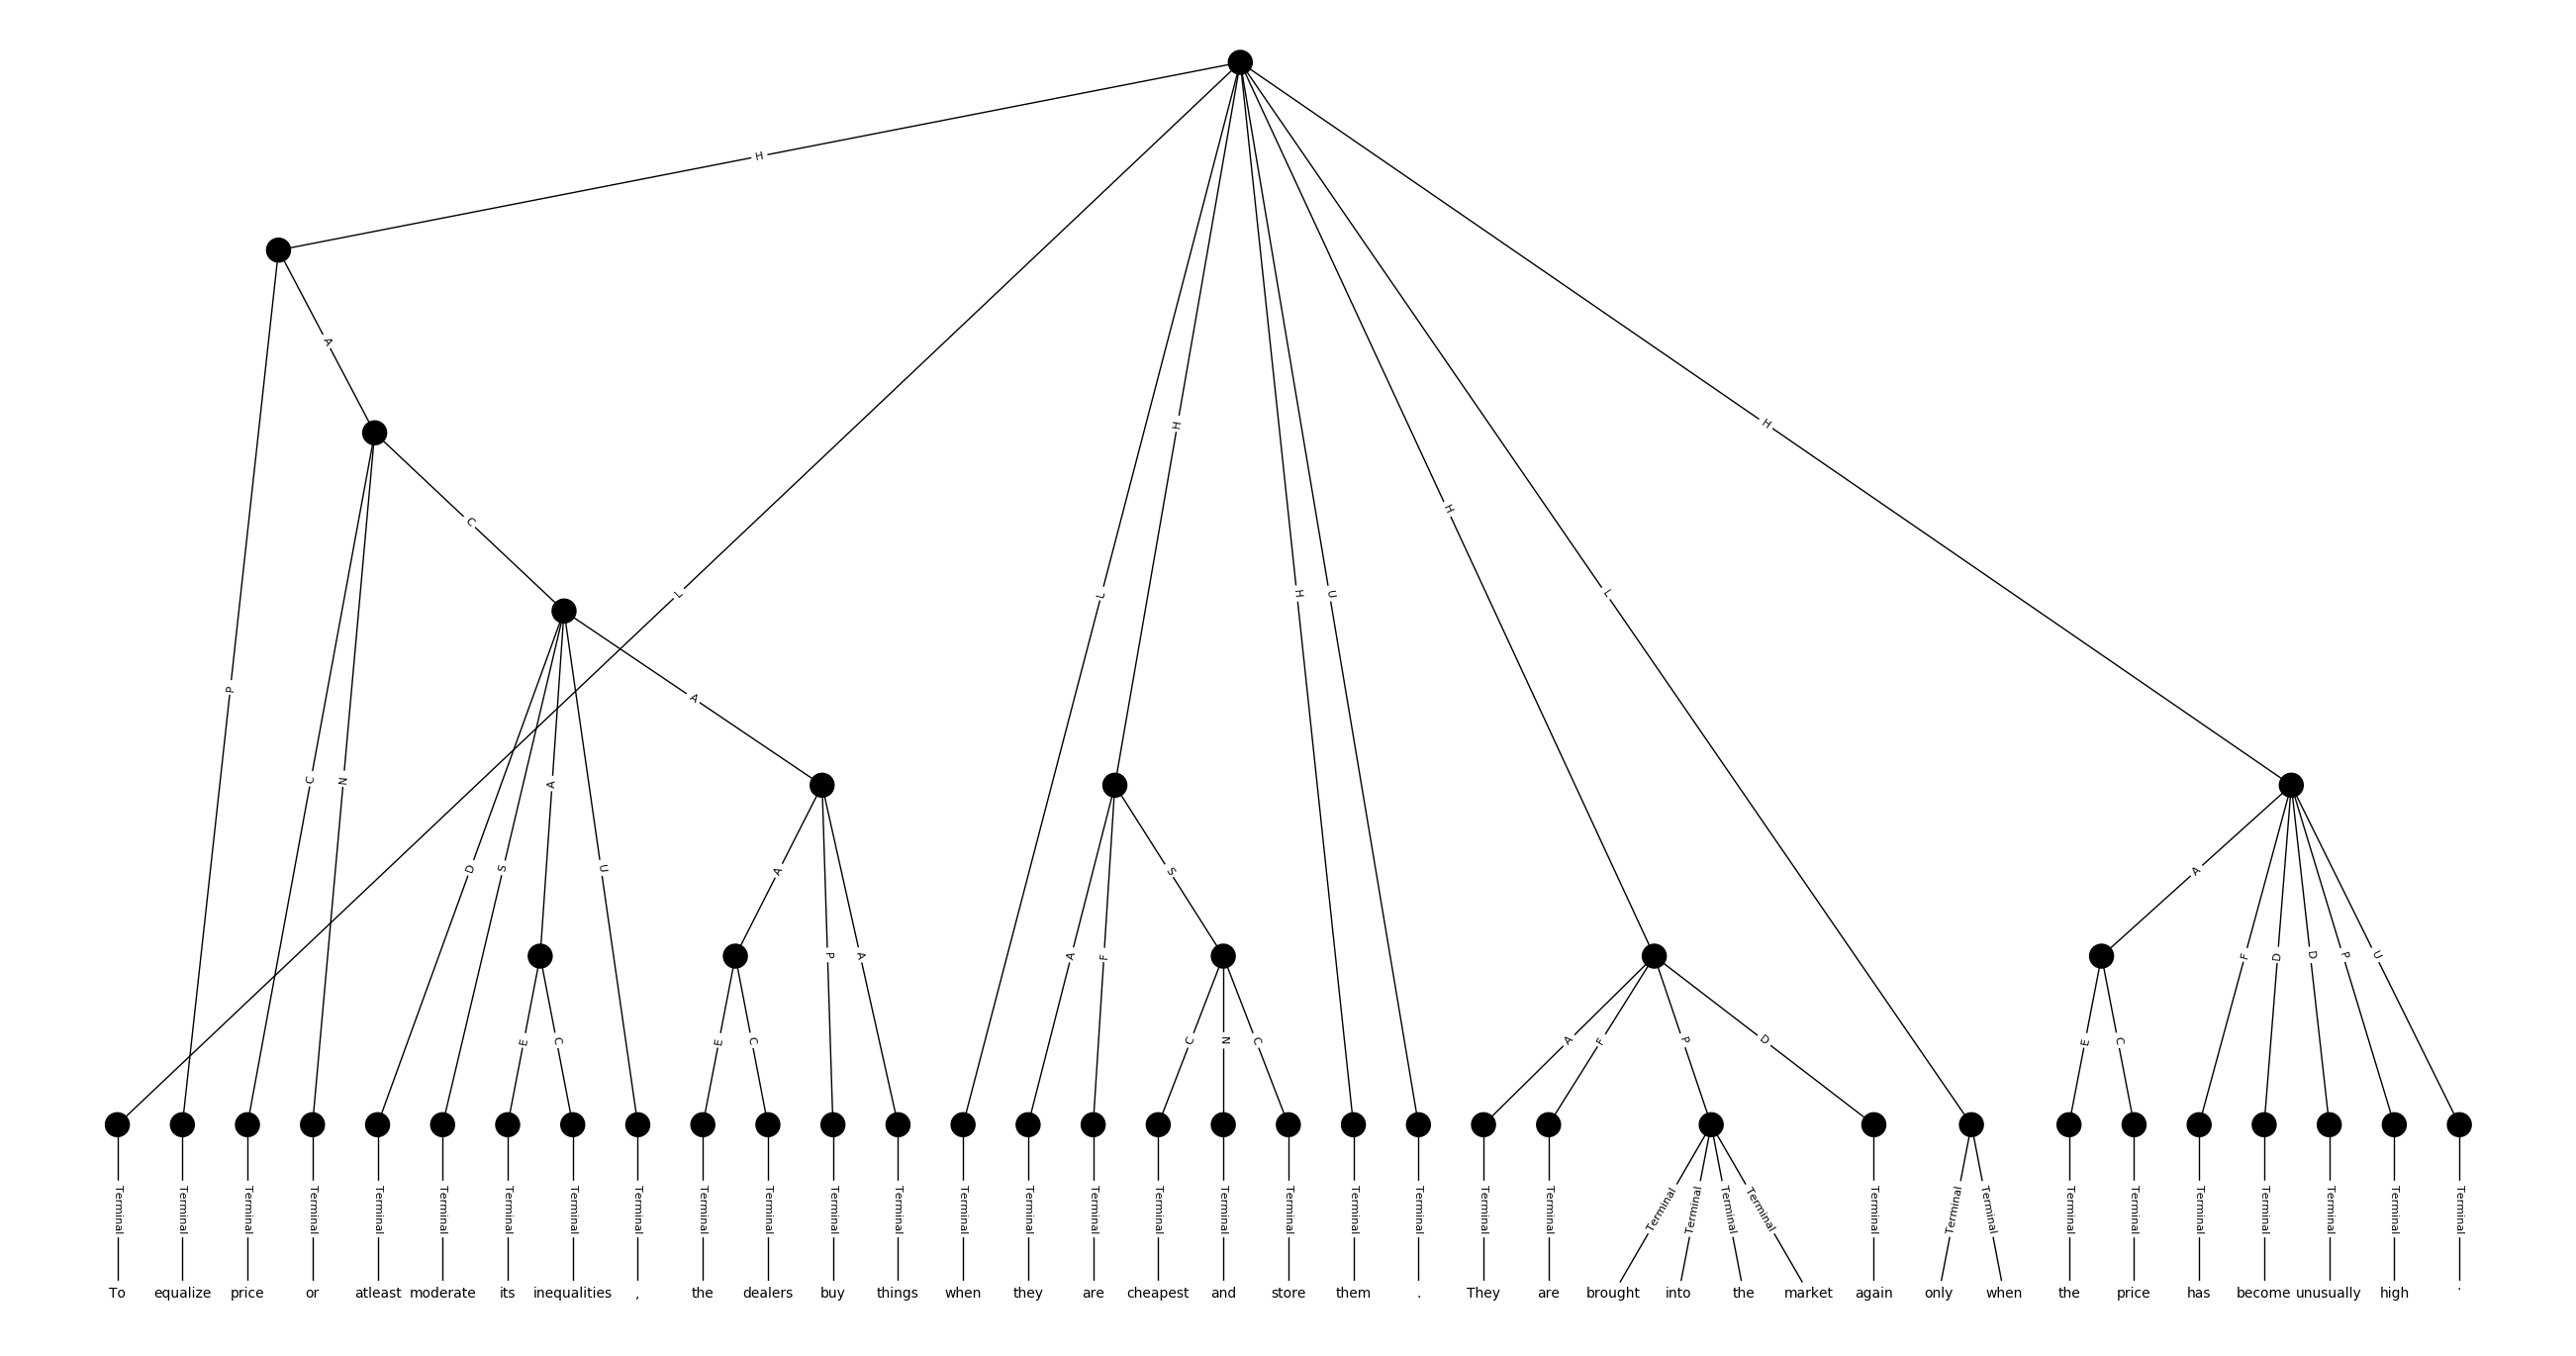 H
A
C
L
H
H
H
L
L
H
U
P
A
C
N
D
S
A
U
A
P
A
A
F
S
A
F
D
D
P
U
E
C
E
C
C
N
C
A
F
P
D
E
C
Terminal Terminal Terminal Terminal Terminal Terminal Terminal Terminal Terminal Terminal Terminal Terminal Terminal Terminal Terminal Terminal Terminal Terminal Terminal Terminal Terminal Terminal Terminal Terminal Terminal Terminal Terminal Terminal Terminal Terminal Terminal Terminal Terminal Terminal Terminal Terminal Terminal
To equalize price or atleast moderate its inequalities , the dealers buy things when they are cheapest and store them . They are brought into the market again only when the price has become unusually high .